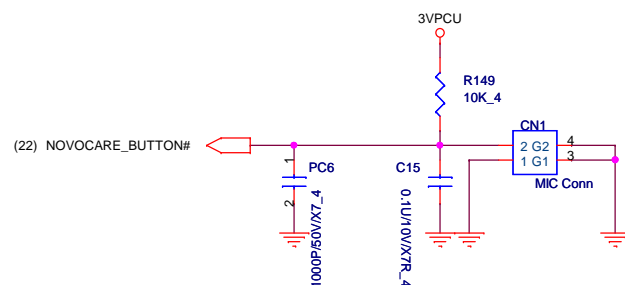 3VPCU
R149
10K_4
(22) NOVOCARE_BUTTON#
CN1
2 G2 4
1 G1 3
MIC Conn
1 PC6
2
1000P/50V/X7_4
C15
0.1U/10V/X7R_4